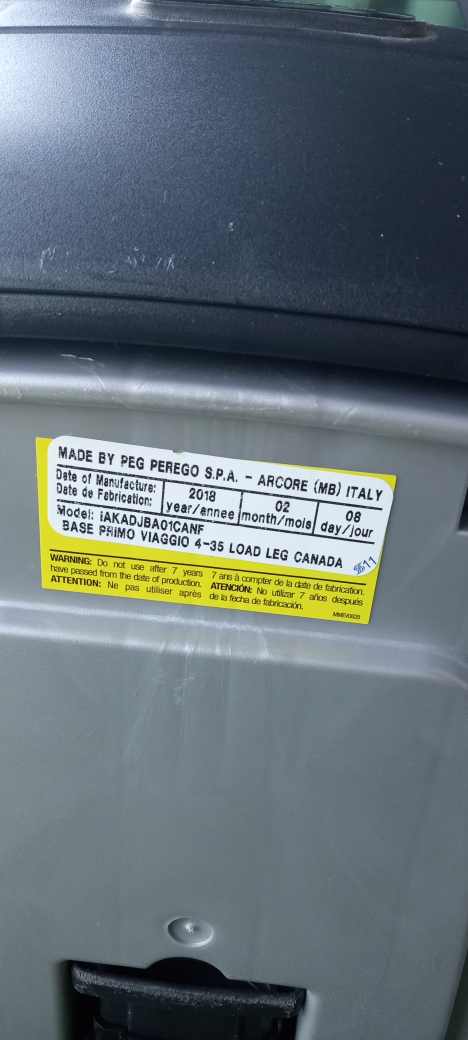 MADE BY PEG PEREGO S.P.A. - ARCORE (MB) ITALY
Date of Manufacture: 2018 02 08
Date de Fabrication: year/annee month/mois day/jour
Model: IAKADJBA01CANF
BASE PRIMO VIAGGIO 4-35 LOAD LEG CANADA
WARNING: Do not use after 7 years
have passed from the date of production.
ATTENTION: Ne pas utiliser après
7 ans à compter de la date de fabrication.
ATENCIÓN: No utilizar 7 años después
de la fecha de fabricación.